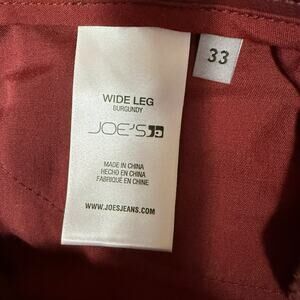 33
WIDE LEG
BURGUNDY
JOE'S
MADE IN CHINA
HECHO EN CHINA
FABRIQUÉ EN CHINE
WWW.JOESJEANS.COM